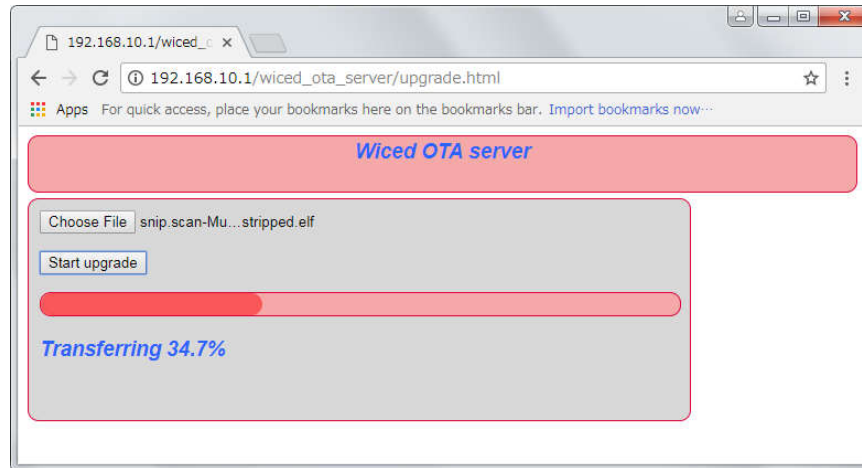 192.168.10.1/wiced_o
192.168.10.1/wiced_ota_server/upgrade.html
Apps For quick access, place your bookmarks here on the bookmarks bar. Import bookmarks now…
Wiced OTA server
Choose File snip.scan-Mu…stripped.elf
Start upgrade
Transferring 34.7%